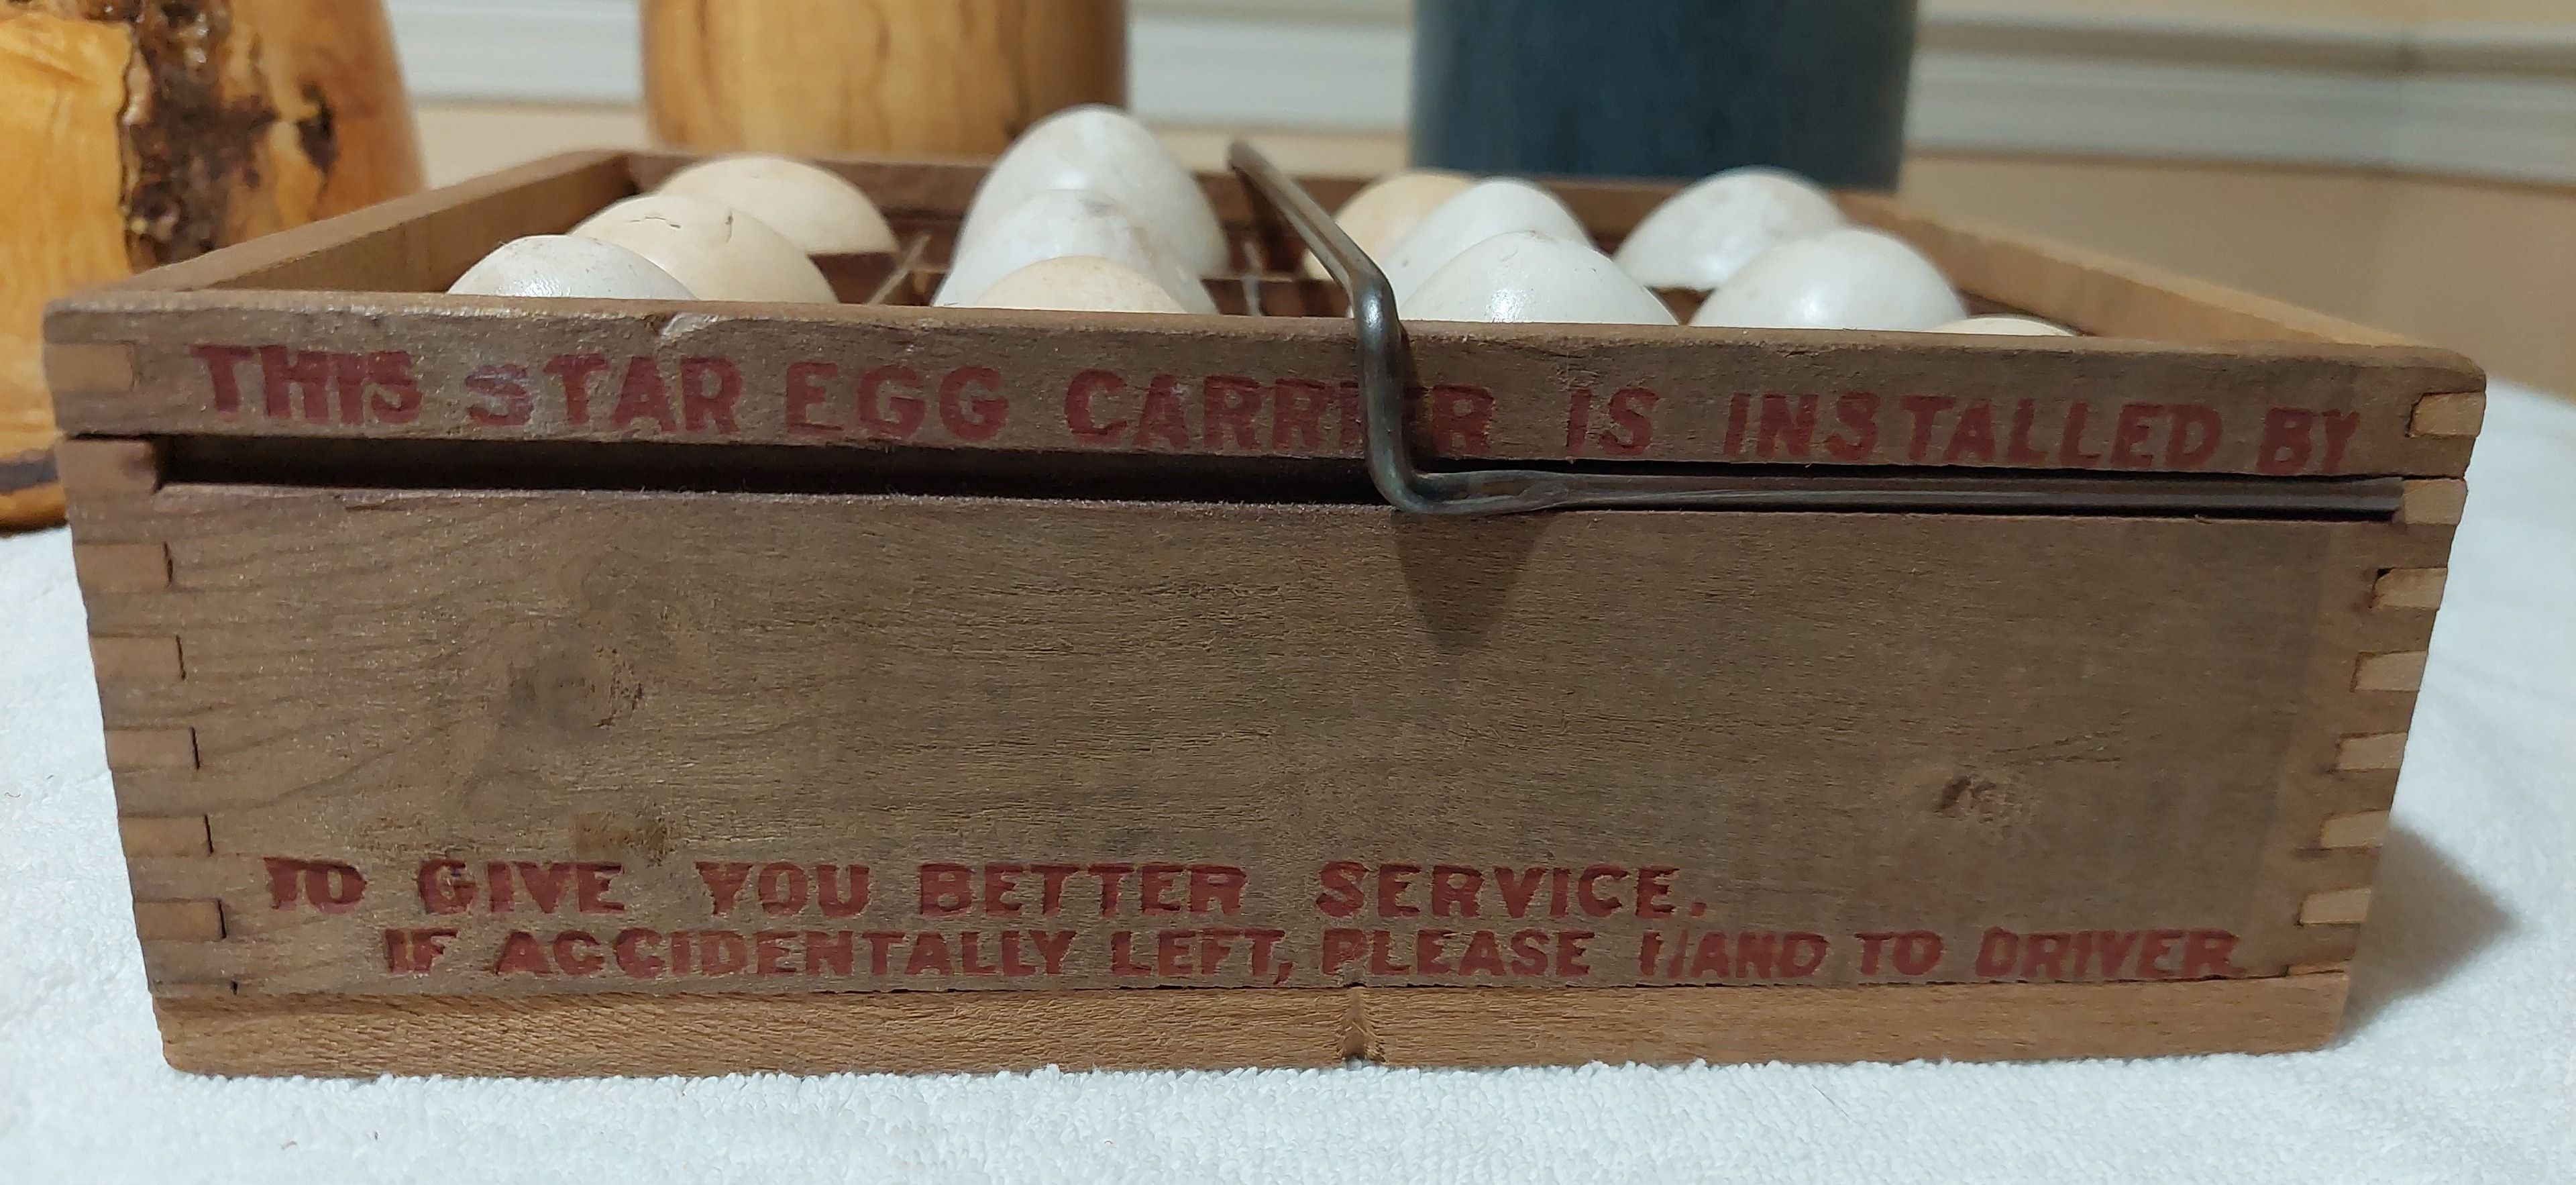 THIS STAR EGG CARRIER IS INSTALLED BY
TO GIVE YOU BETTER SERVICE.
IF ACCIDENTALLY LEFT, PLEASE HAND TO DRIVER.